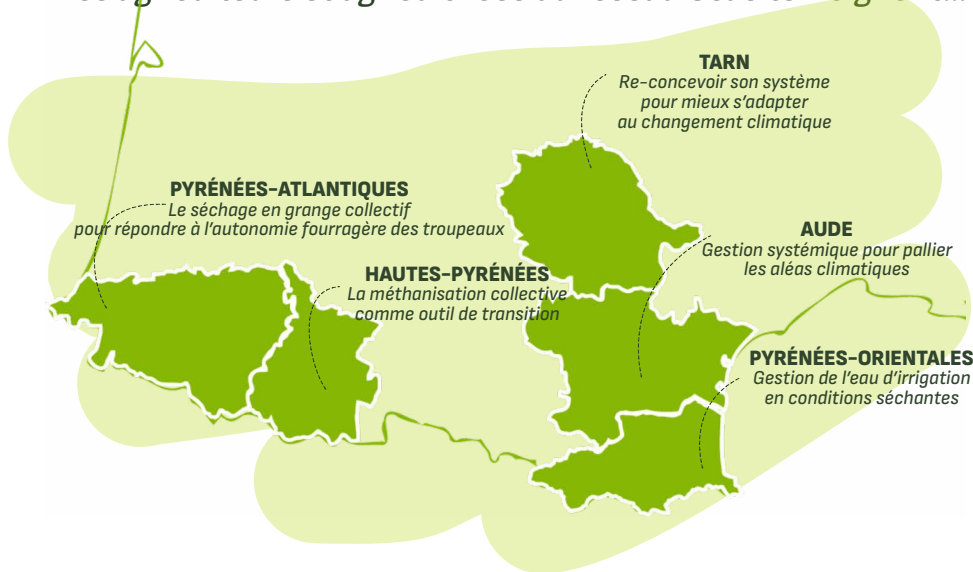 TARN
Re-concevoir son système
pour mieux s'adapter
au changement climatique
PYRÉNÉES-ATLANTIQUES
Le séchage en grange collectif
pour répondre à l'autonomie fourragère des troupeaux
HAUTES-PYRÉNÉES
La méthanisation collective
comme outil de transition
AUDE
Gestion systémique pour pallier
les aléas climatiques
PYRÉNÉES-ORIENTALES
Gestion de l'eau d'irrigation
en conditions séchantes